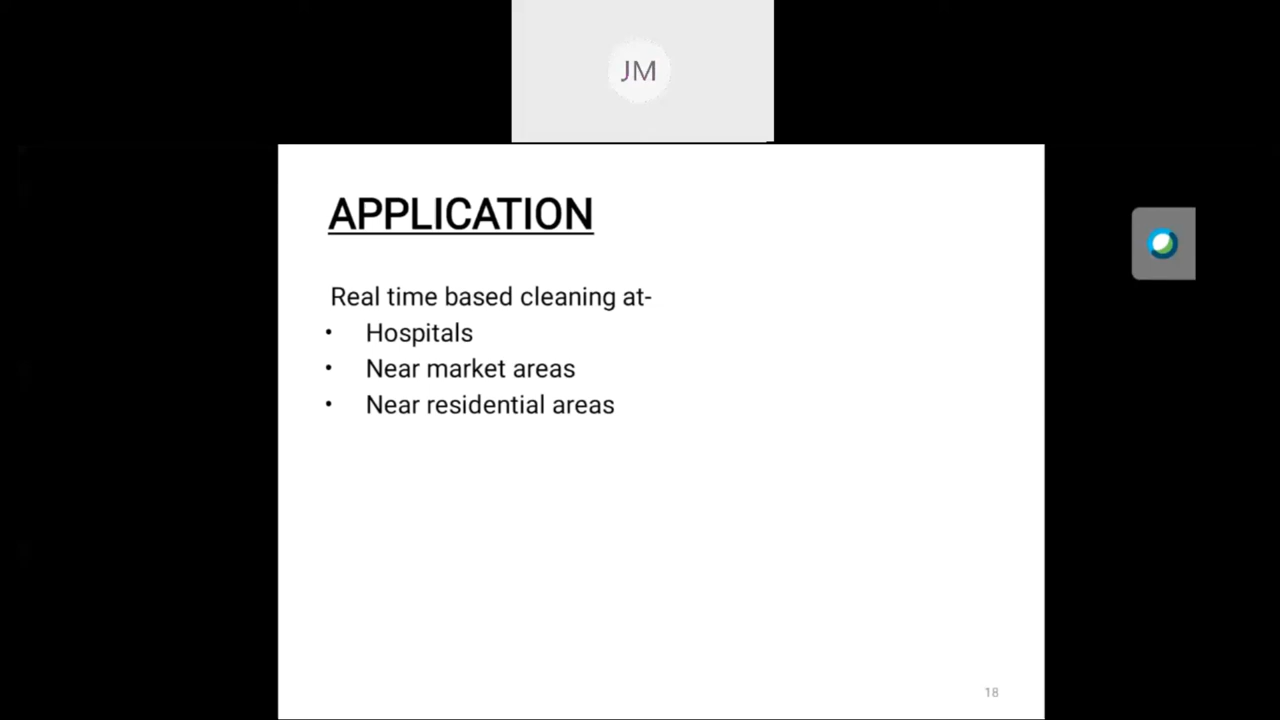 JM
APPLICATION
Real time based cleaning at-
• Hospitals
• Near market areas
• Near residential areas
18